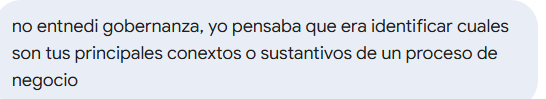 no entnedi gobernanza, yo pensaba que era identificar cuales
son tus principales conextos o sustantivos de un proceso de
negocio